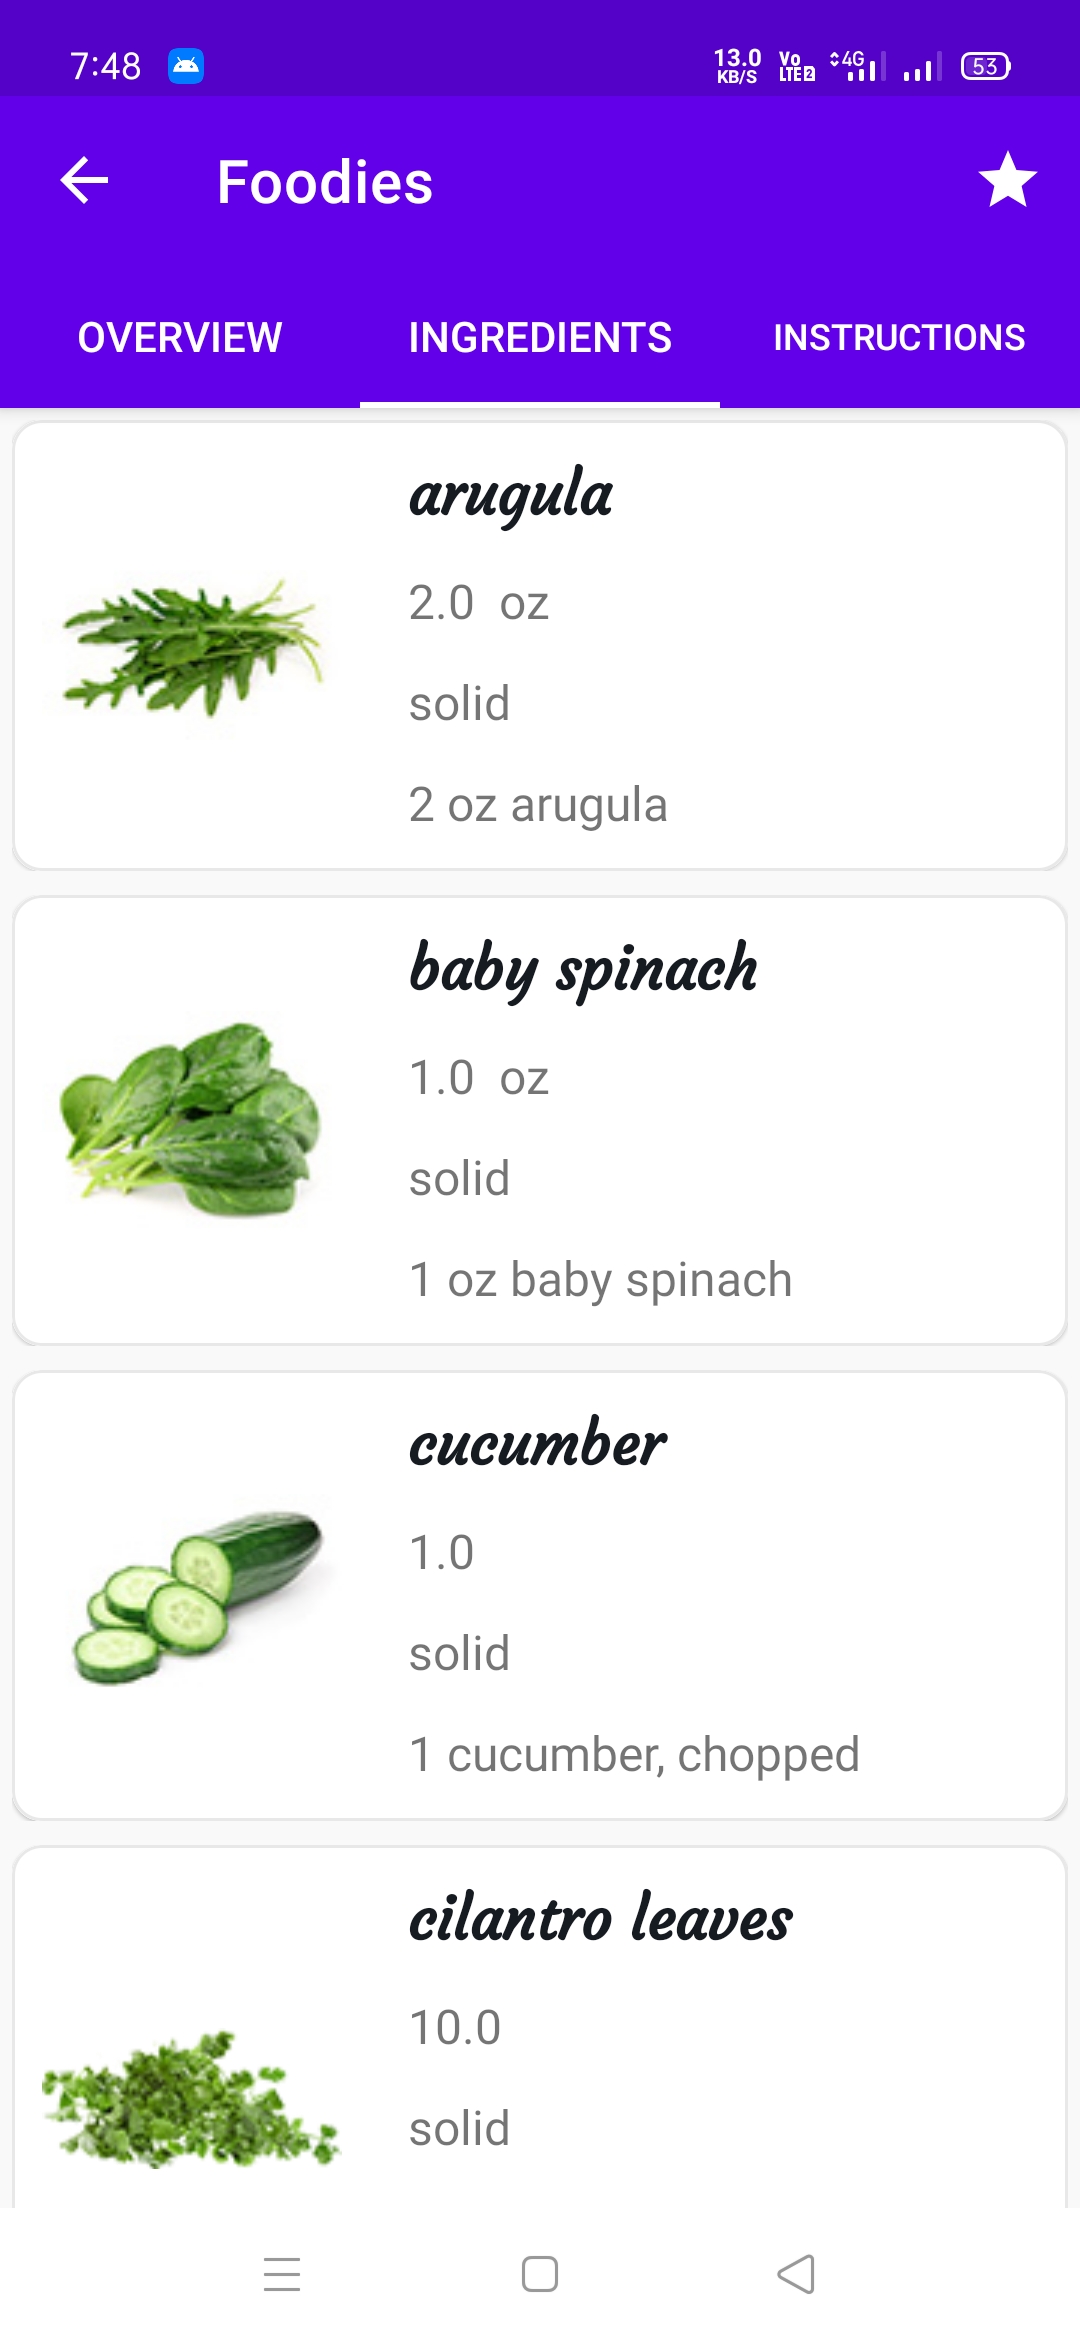 7:48 13.0 KB/S Vo LTE 2 4G 53
Foodies
OVERVIEW INGREDIENTS INSTRUCTIONS
arugula
2.0 oz
solid
2 oz arugula
baby spinach
1.0 oz
solid
1 oz baby spinach
cucumber
1.0
solid
1 cucumber, chopped
cilantro leaves
10.0
solid